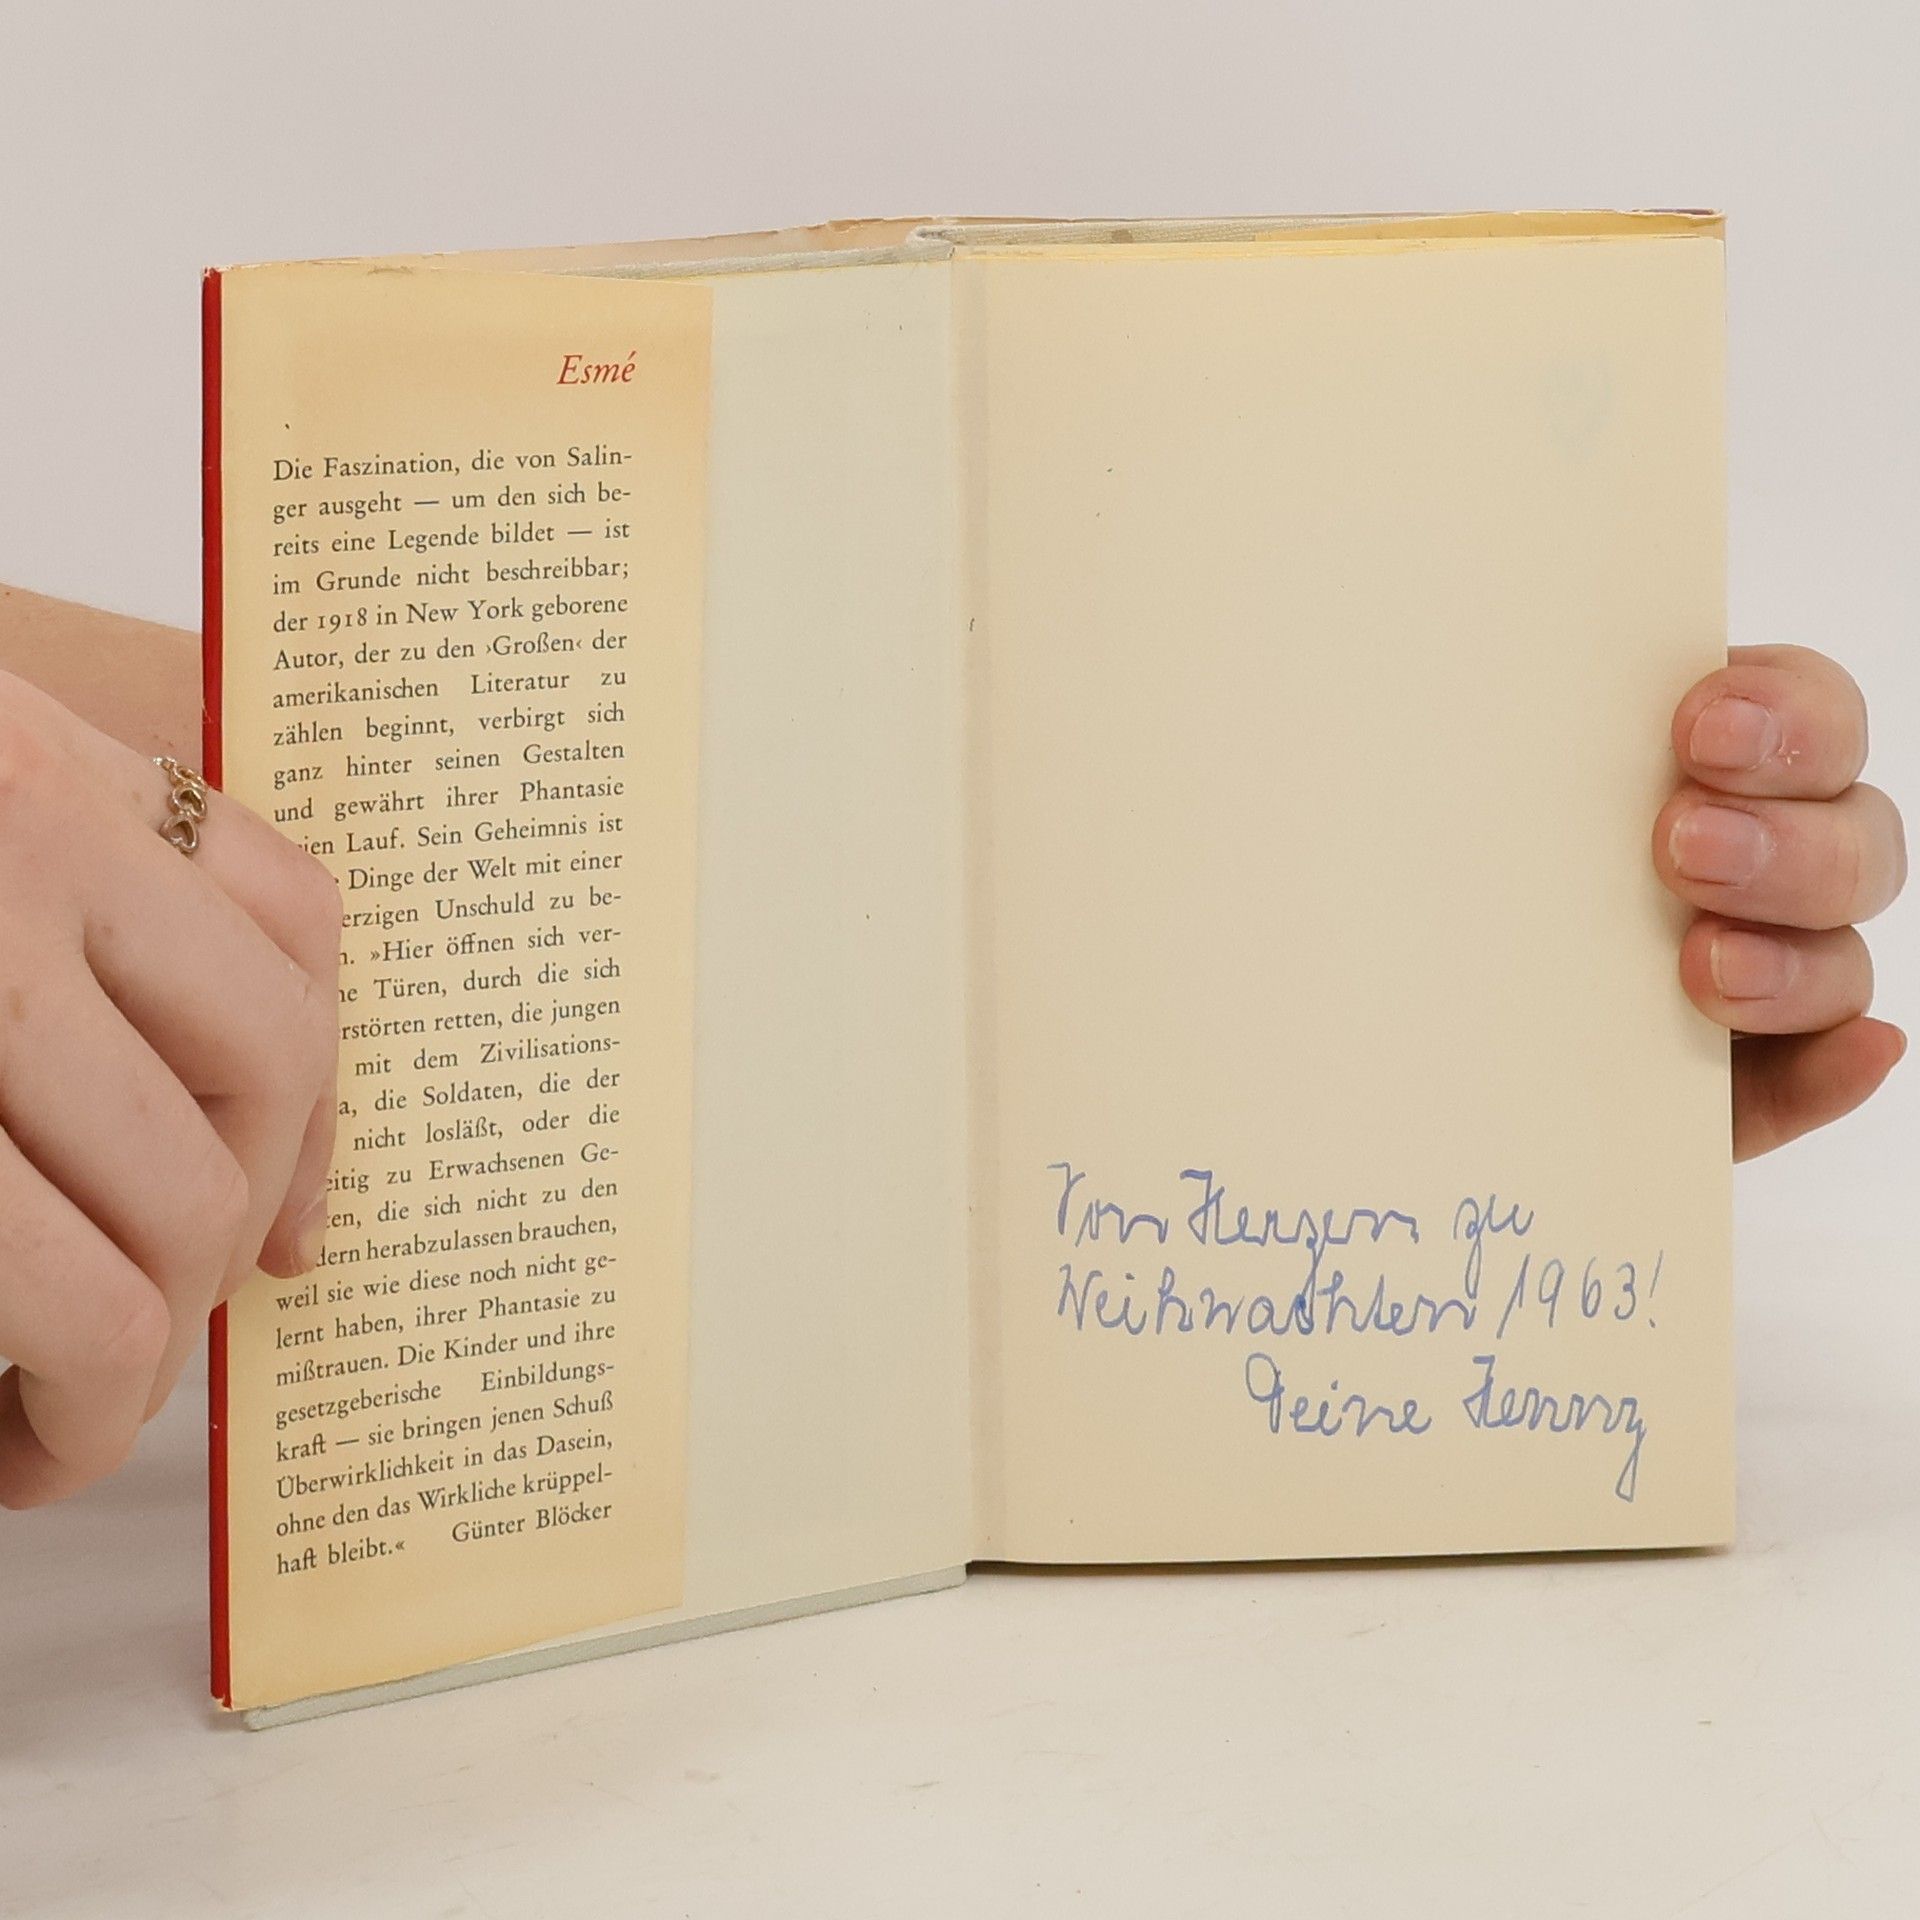 Esmé
Die Faszination, die von Salin-
ger ausgeht — um den sich be-
reits eine Legende bildet — ist
im Grunde nicht beschreibbar;
der 1918 in New York geborene
Autor, der zu den ›Großen‹ der
amerikanischen Literatur zu
zählen beginnt, verbirgt sich
ganz hinter seinen Gestalten
und gewährt ihrer Phantasie
Lauf. Sein Geheimnis ist
Dinge der Welt mit einer
erzigen Unschuld zu be-
»Hier öffnen sich ver-
Türen, durch die sich
rstörten retten, die jungen
mit dem Zivilisations-
die Soldaten, die der
nicht losläßt, oder die
eitig zu Erwachsenen Ge-
die sich nicht zu den
dern herabzulassen brauchen,
weil sie wie diese noch nicht ge-
lernt haben, ihrer Phantasie zu
mißtrauen. Die Kinder und ihre
gesetzgeberische Einbildungs-
kraft — sie bringen jenen Schuß
Überwirklichkeit in das Dasein,
ohne den das Wirkliche krüppel-
haft bleibt.« Günter Blöcker
Von Herzen zu
Weihnachten 1963!
Deine Henny